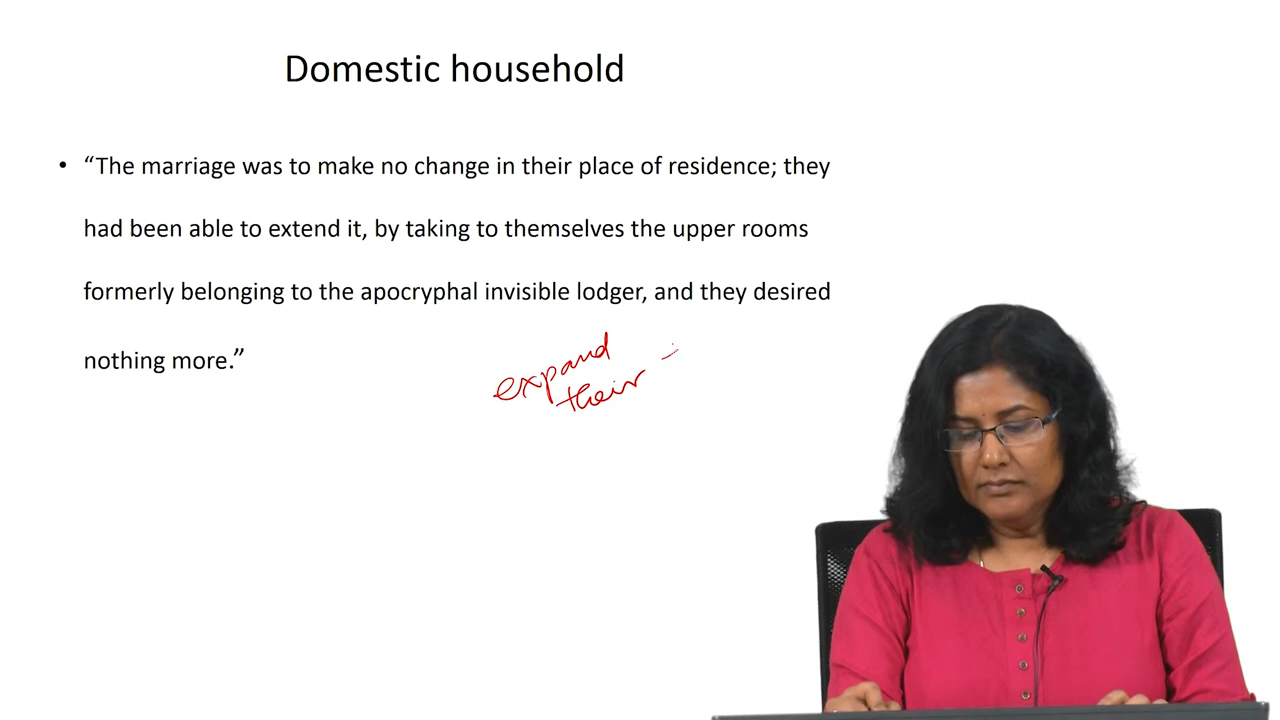 Domestic household
• “The marriage was to make no change in their place of residence; they
had been able to extend it, by taking to themselves the upper rooms
formerly belonging to the apocryphal invisible lodger, and they desired
nothing more.”
expand
their